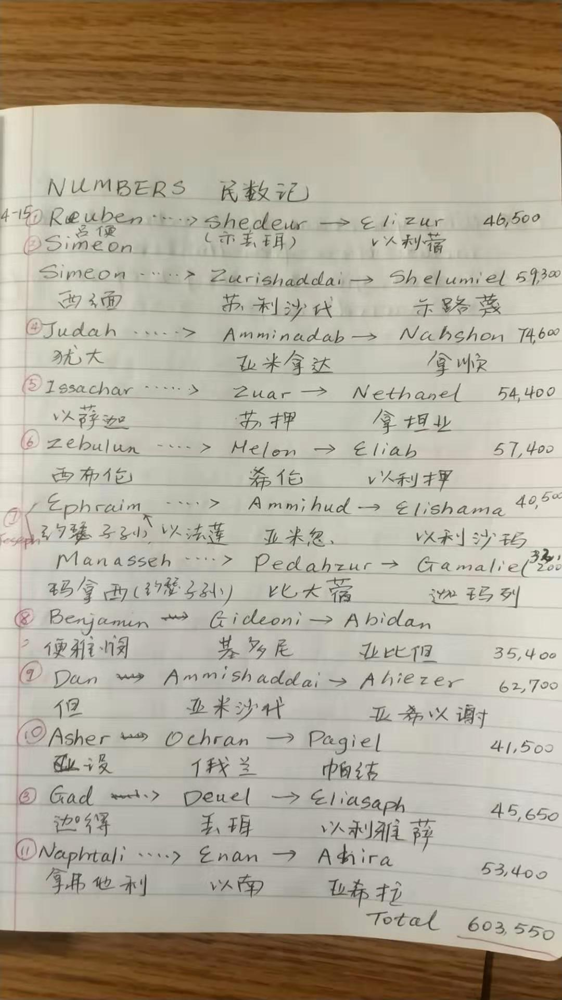 NUMBERS 民数记
4-15 ① Reuben ·····> Shedeur → Elizur 46,500
吕便 (示丢珥) 以利蓿
② Simeon
Simeon ·····> Zurishaddai → Shelumiel 59,300
西缅 苏利沙代 示路蔑
④ Judah ······> Amminadab → Nahshon 74,600
犹大 亚米拿达 拿顺
⑤ Issachar ······> Zuar → Nethanel 54,400
以萨迦 苏押 拿坦业
⑥ Zebulun ····> Helon → Eliab 57,400
西布伦 希伦 以利押
⑦ Ephraim ····> Ammihud → Elishama 40,500
Joseph 约瑟子孙, 以法莲 亚米忽 以利沙玛
Manasseh ····> Pedahzur → Gamaliel 32,200
玛拿西(约瑟子孙) 比大蓿 迦玛列
⑧ Benjamin ···> Gideoni → Abidan
便雅悯 基多尼 亚比但 35,400
⑨ Dan ···> Ammishaddai → Ahiezer 62,700
但 亚米沙代 亚希以谢
⑩ Asher ···> Ochran → Pagiel 41,500
亚设 俄兰 帕结
③ Gad ····> Deuel → Eliasaph 45,650
迦得 丢珥 以利雅萨
⑪ Naphtali ····> Enan → Ahira 53,400
拿弗他利 以南 亚希拉
Total 603,550